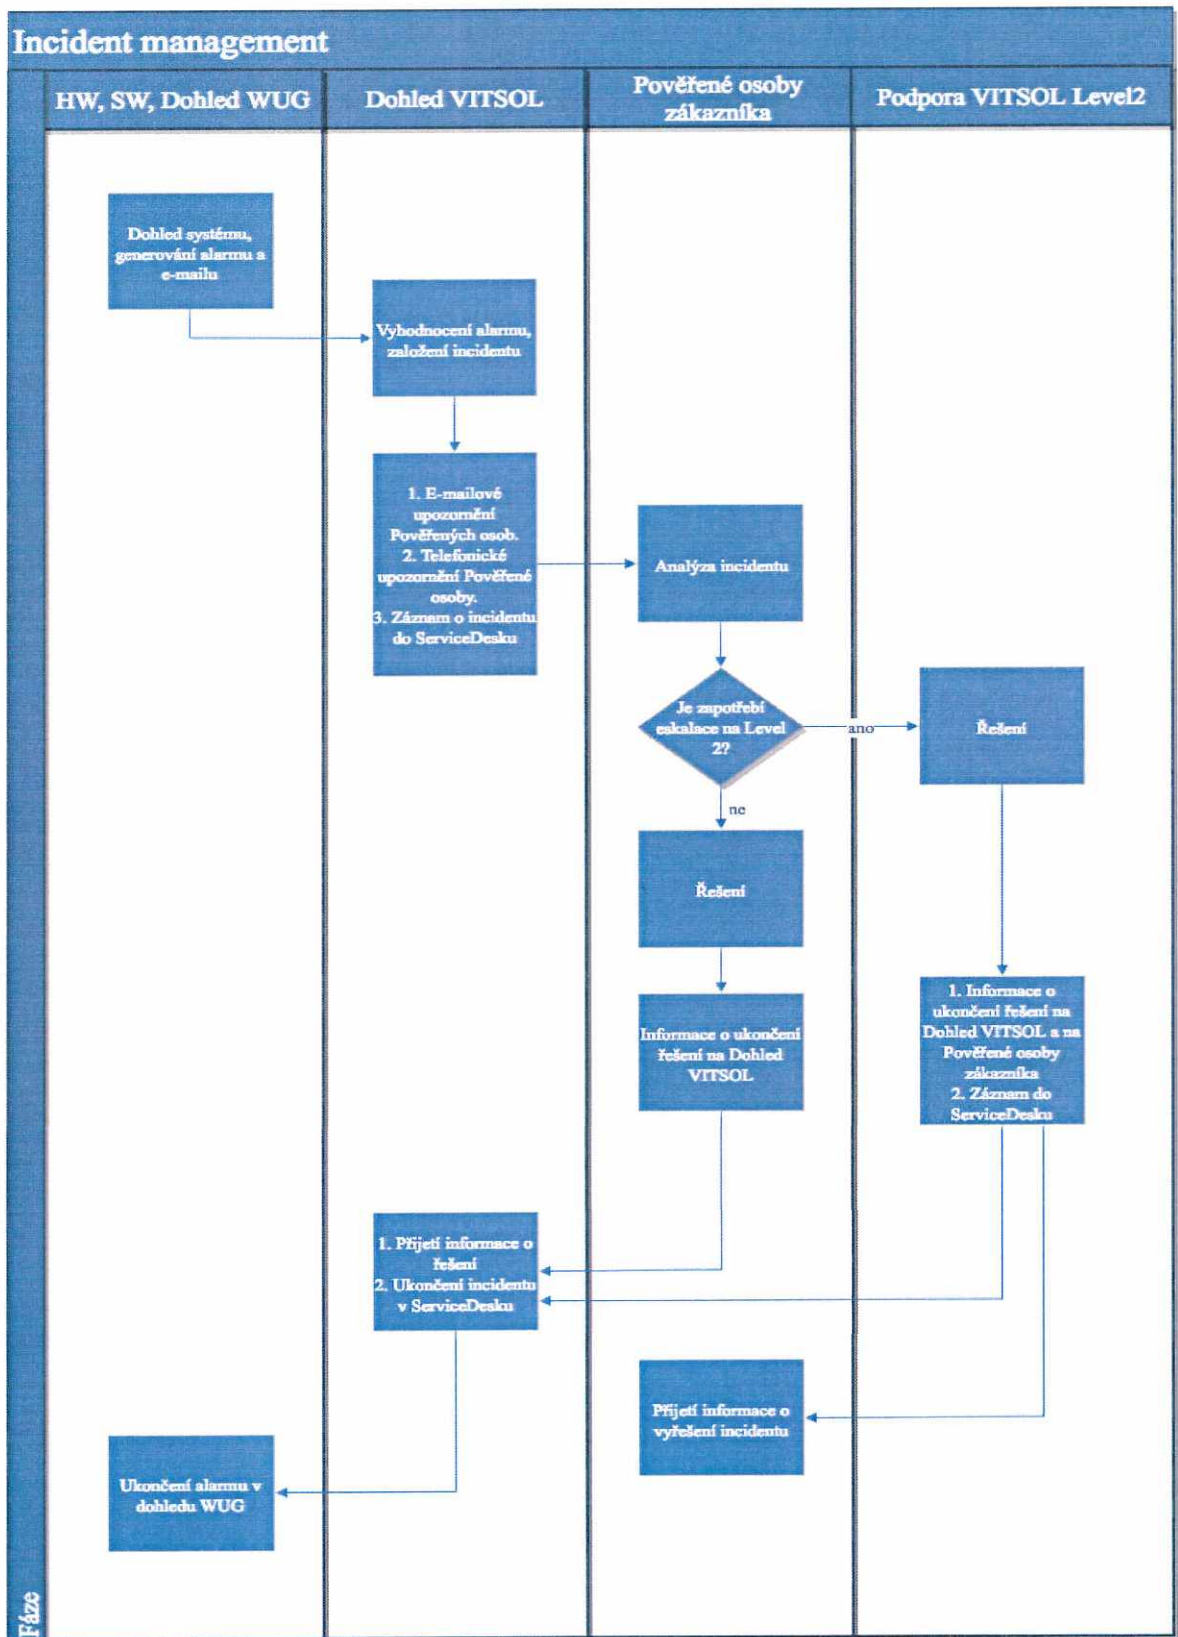 Incident management
HW, SW, Dohled WUG
Dohled VITSOL
Pověřené osoby
zákazníka
Podpora VITSOL Level2
Dohled systému,
generování alarmu a
e-mailu
Vyhodnocení alarmu,
založení incidentu
1. E-mailové
upozornění
Pověřených osob.
2. Telefonické
upozornění Pověřené
osoby.
3. Záznam o incidentu
do ServiceDesku
Analýza incidentu
Je zapotřebí
eskalace na Level
2?
ano
Řešení
ne
Řešení
Informace o ukončení
řešení na Dohled
VITSOL
1. Informace o
ukončení řešení na
Dohled VITSOL a na
Pověřené osoby
zákazníka
2. Záznam do
ServiceDesku
1. Přijetí informace o
řešení
2. Ukončení incidentu
v ServiceDesku
Přijetí informace o
vyřešení incidentu
Ukončení alarmu v
dohledu WUG
Fáze